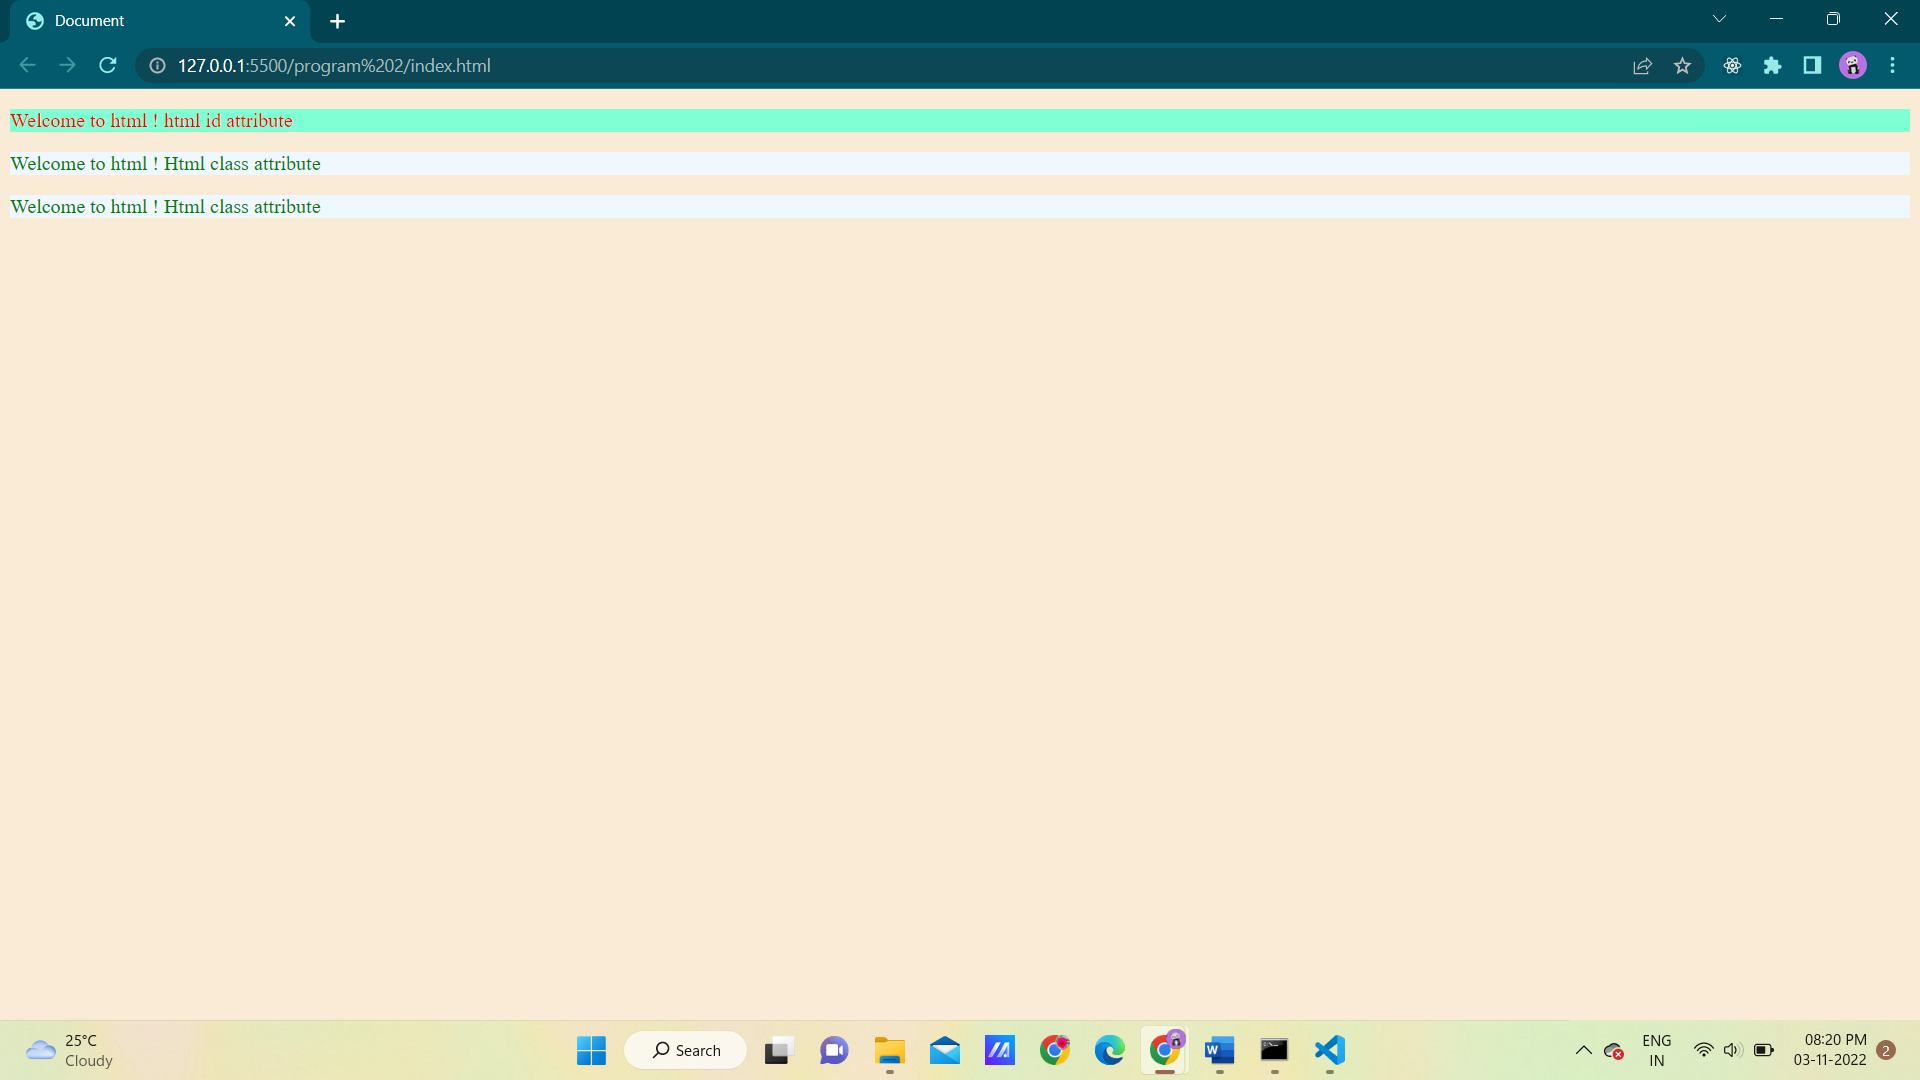 Document
127.0.0.1:5500/program%202/index.html
Welcome to html ! html id attribute
Welcome to html ! Html class attribute
Welcome to html ! Html class attribute
25°C
Cloudy
Search
ENG
IN
08:20 PM
03-11-2022
2